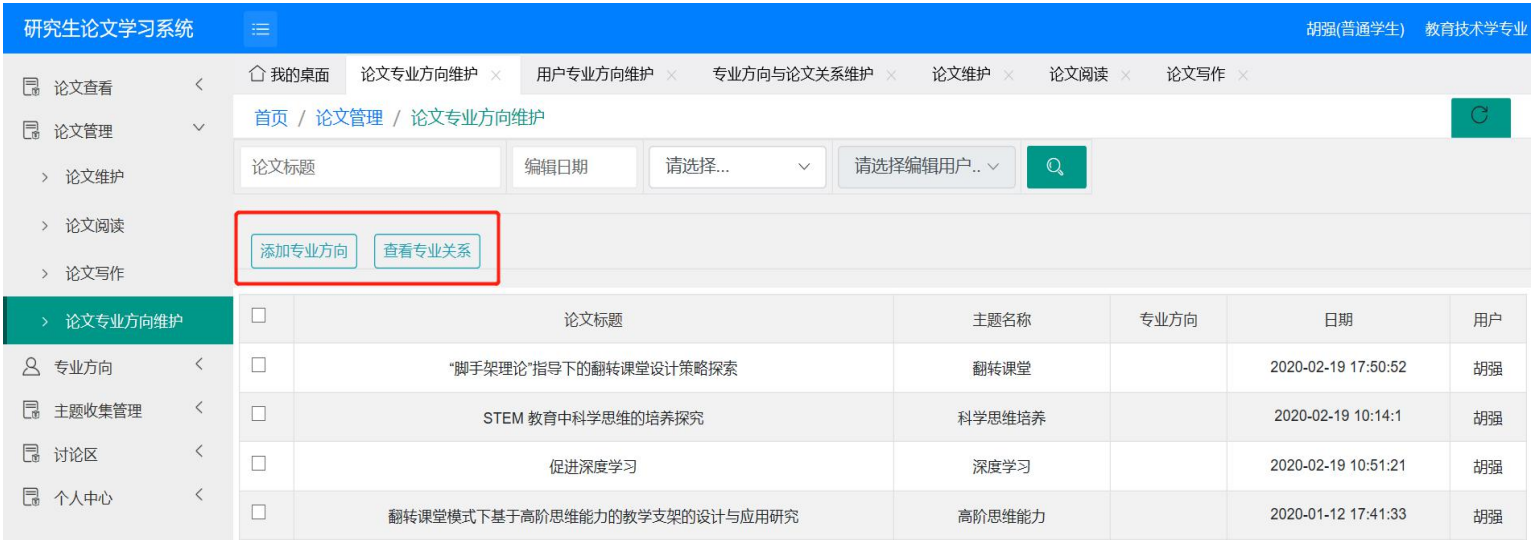 研究生论文学习系统
胡强(普通学生) 教育技术学专业
论文查看
论文管理
论文维护
论文阅读
论文写作
论文专业方向维护
专业方向
主题收集管理
讨论区
个人中心
我的桌面 论文专业方向维护 用户专业方向维护 专业方向与论文关系维护 论文维护 论文阅读 论文写作
首页 / 论文管理 / 论文专业方向维护
论文标题 编辑日期 请选择... 请选择编辑用户..
添加专业方向 查看专业关系
论文标题 主题名称 专业方向 日期 用户
“脚手架理论”指导下的翻转课堂设计策略探索 翻转课堂 2020-02-19 17:50:52 胡强
STEM 教育中科学思维的培养探究 科学思维培养 2020-02-19 10:14:1 胡强
促进深度学习 深度学习 2020-02-19 10:51:21 胡强
翻转课堂模式下基于高阶思维能力的教学支架的设计与应用研究 高阶思维能力 2020-01-12 17:41:33 胡强